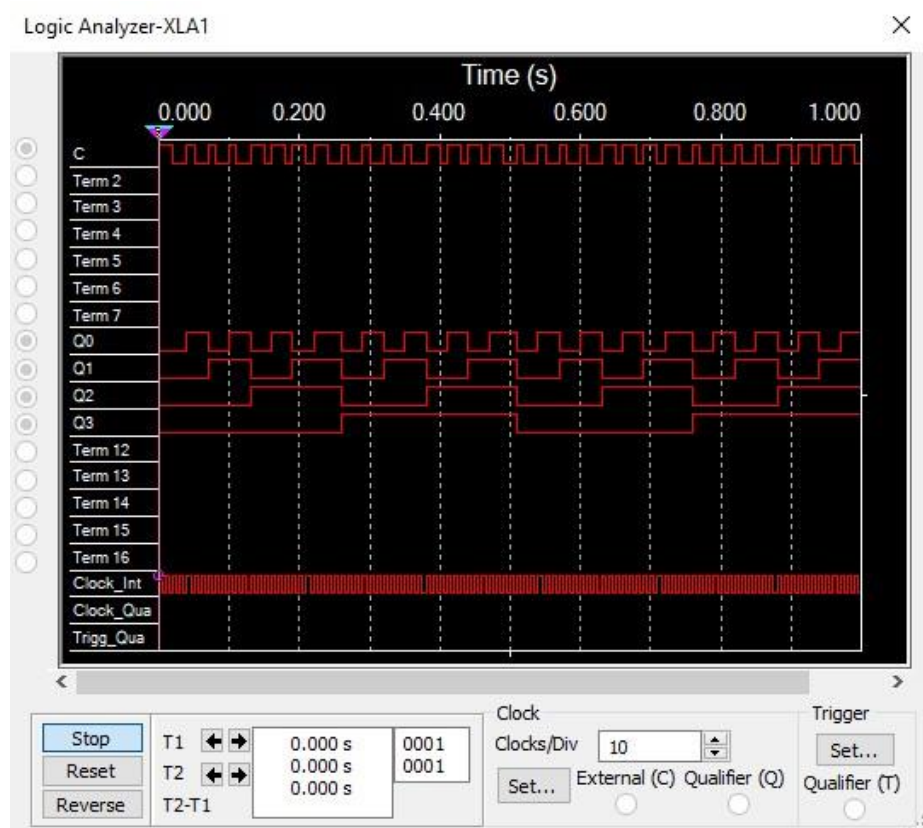 Logic Analyzer-XLA1
Time (s)
0.000 0.200 0.400 0.600 0.800 1.000
C
Term 2
Term 3
Term 4
Term 5
Term 6
Term 7
Q0
Q1
Q2
Q3
Term 12
Term 13
Term 14
Term 15
Term 16
Clock_Int
Clock_Qua
Trigg_Qua
Stop
Reset
Reverse
T1 0.000 s 0001
T2 0.000 s 0001
T2-T1 0.000 s
Clock
Clocks/Div 10
Set... External (C) Qualifier (Q)
Trigger
Set...
Qualifier (T)